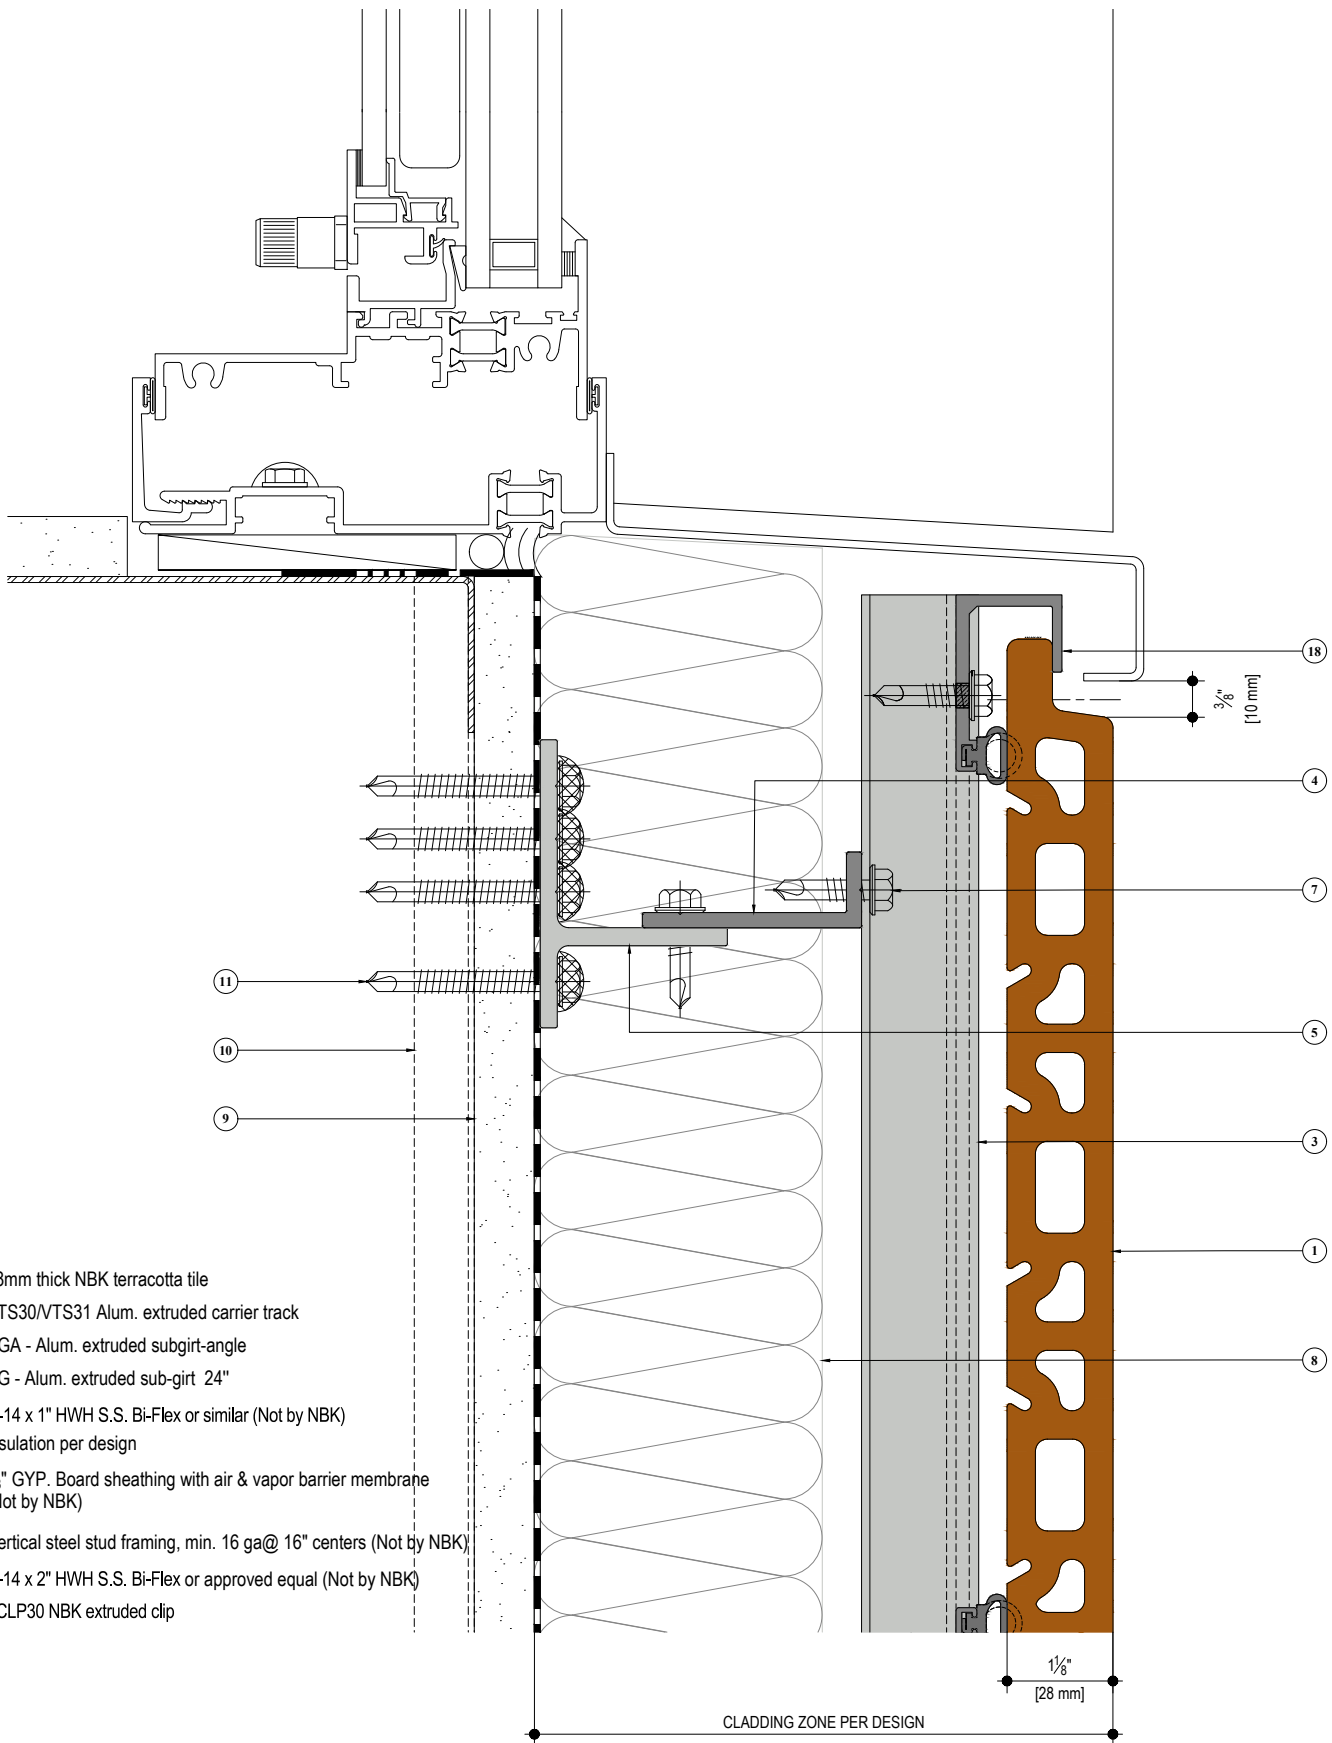 18
3/8"
[10 mm]
4
7
11
5
10
9
3
1
8
3mm thick NBK terracotta tile
TS30/VTS31 Alum. extruded carrier track
GA - Alum. extruded subgirt-angle
G - Alum. extruded sub-girt 24"
-14 x 1" HWH S.S. Bi-Flex or similar (Not by NBK)
sulation per design
" GYP. Board sheathing with air & vapor barrier membrane
lot by NBK)
ertical steel stud framing, min. 16 ga@ 16" centers (Not by NBK)
-14 x 2" HWH S.S. Bi-Flex or approved equal (Not by NBK)
CLP30 NBK extruded clip
1 1/8"
[28 mm]
CLADDING ZONE PER DESIGN